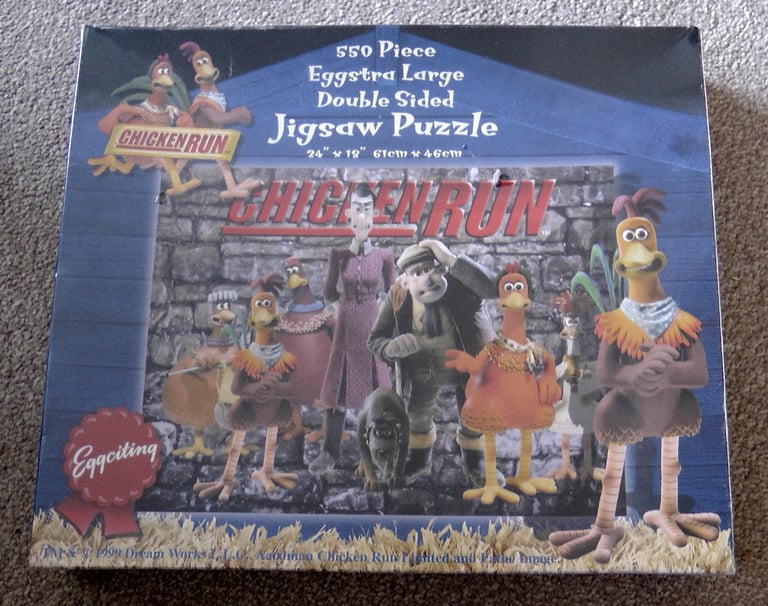 550 Piece
Eggstra Large
Double Sided
Jigsaw Puzzle
24" x 18" 61cm x 46cm
CHICKEN RUN
CHICKEN RUN™
Eggciting
TM & © 1999 Dream Works L.L.C., Aardman Chicken Run Limited and Pathe Image.